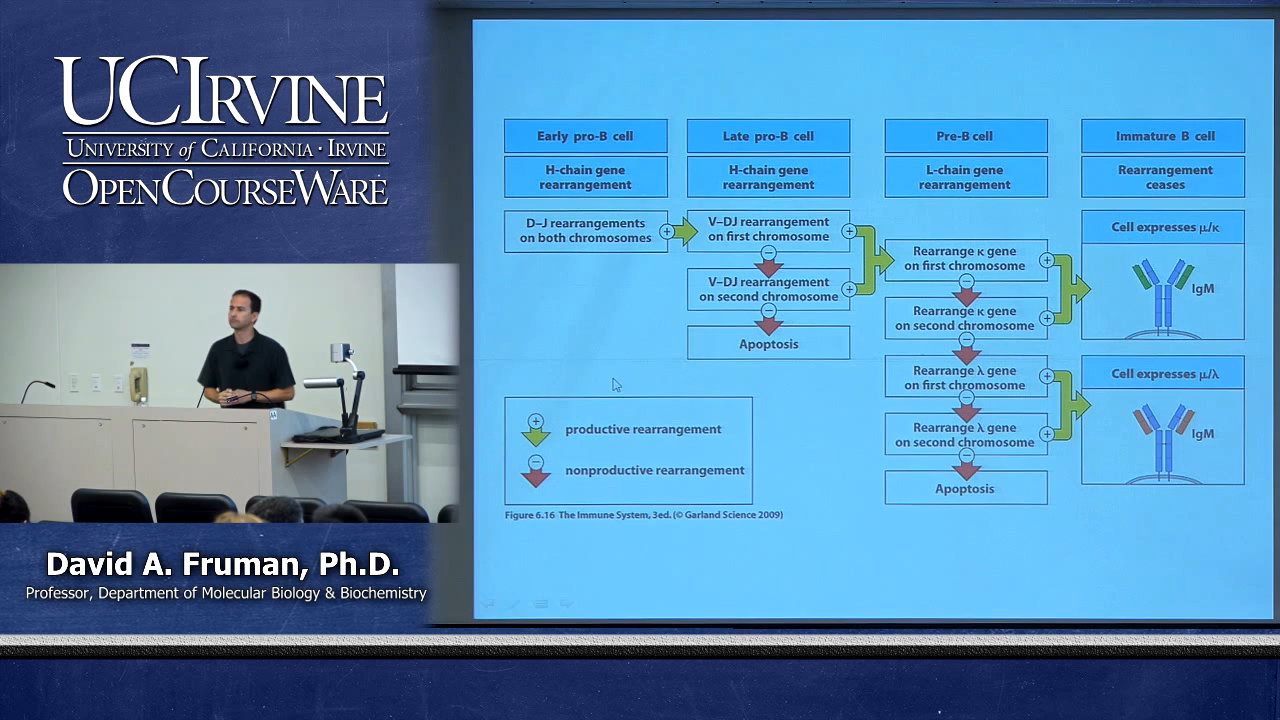 UCIRVINE
UNIVERSITY of CALIFORNIA · IRVINE
OPENCOURSEWARE
David A. Fruman, Ph.D.
Professor, Department of Molecular Biology & Biochemistry
Early pro-B cell
H-chain gene
rearrangement
D–J rearrangements
on both chromosomes
+
Late pro-B cell
H-chain gene
rearrangement
V–DJ rearrangement
on first chromosome
+
−
V–DJ rearrangement
on second chromosome
+
−
Apoptosis
Pre-B cell
L-chain gene
rearrangement
Rearrange κ gene
on first chromosome
+
−
Rearrange κ gene
on second chromosome
+
−
Rearrange λ gene
on first chromosome
+
−
Rearrange λ gene
on second chromosome
+
−
Apoptosis
Immature B cell
Rearrangement
ceases
Cell expresses μ/κ
IgM
Cell expresses μ/λ
IgM
+
productive rearrangement
−
nonproductive rearrangement
Figure 6.16 The Immune System, 3ed. (© Garland Science 2009)